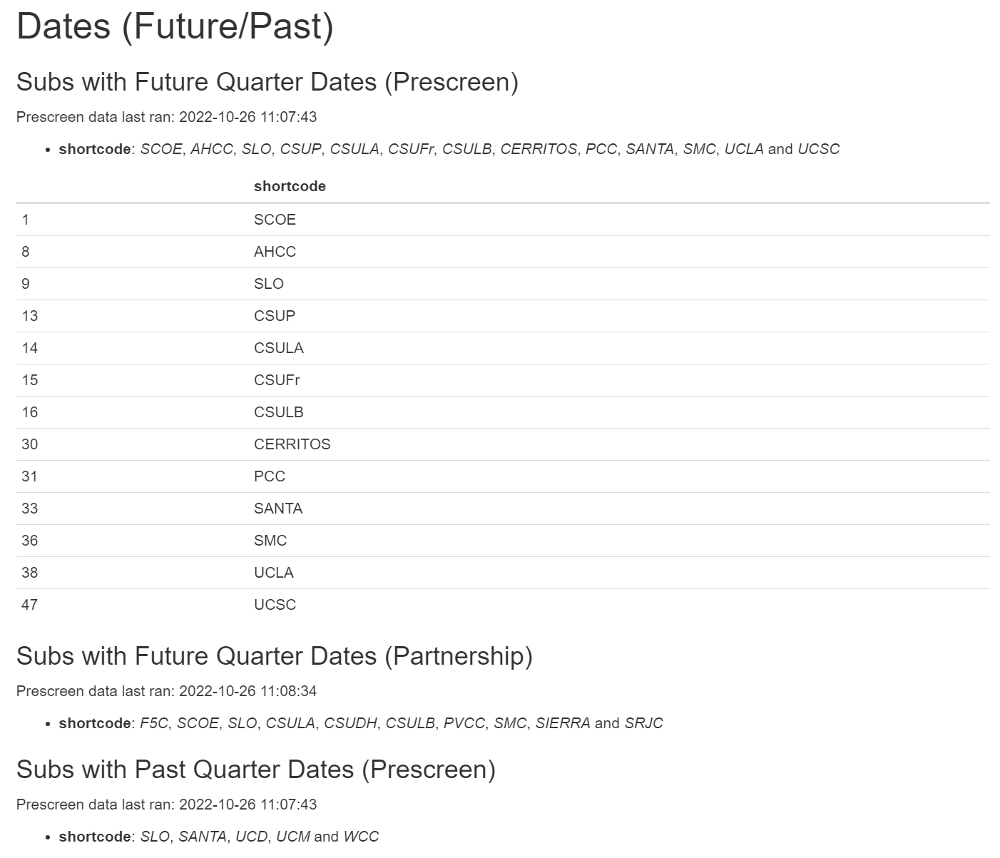 Dates (Future/Past)
Subs with Future Quarter Dates (Prescreen)
Prescreen data last ran: 2022-10-26 11:07:43
• shortcode: SCOE, AHCC, SLO, CSUP, CSULA, CSUFr, CSULB, CERRITOS, PCC, SANTA, SMC, UCLA and UCSC
shortcode
1 SCOE
8 AHCC
9 SLO
13 CSUP
14 CSULA
15 CSUFr
16 CSULB
30 CERRITOS
31 PCC
33 SANTA
36 SMC
38 UCLA
47 UCSC
Subs with Future Quarter Dates (Partnership)
Prescreen data last ran: 2022-10-26 11:08:34
• shortcode: F5C, SCOE, SLO, CSULA, CSUDH, CSULB, PVCC, SMC, SIERRA and SRJC
Subs with Past Quarter Dates (Prescreen)
Prescreen data last ran: 2022-10-26 11:07:43
• shortcode: SLO, SANTA, UCD, UCM and WCC